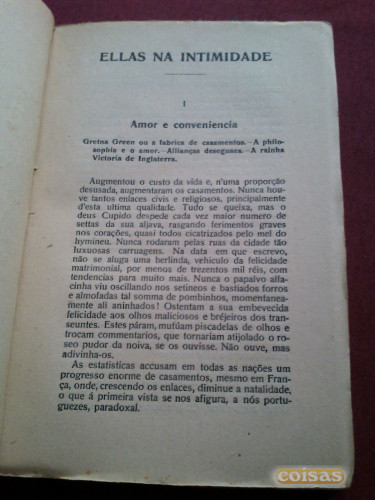 ELLAS NA INTIMIDADE
I
Amor e conveniencia
Gretna Green ou a fabrica de casamentos.—A philo-
sophia e o amor.—Allianças deseguaes.—A rainha
Victoria de Inglaterra.
Augmentou o custo da vida e, n'uma proporção
desusada, augmentaram os casamentos. Nunca hou-
ve tantos enlaces civis e religiosos, principalmente
d'esta ultima qualidade. Tudo se queixa, mas o
deus Cupido despede cada vez maior numero de
settas da sua aljava, rasgando ferimentos graves
nos corações, quasi todos cicatrizados pelo mel do
hymineu. Nunca rodaram pelas ruas da cidade tão
luxuosas carruagens. Na data em que escrevo,
não se aluga uma berlinda, vehiculo da felicidade
matrimonial, por menos de trezentos mil réis, com
tendencias para muito mais. Nunca o papalvo alfa-
cinha viu oscillando nos setineos e bastiados forros
e almofadas tal somma de pombinhos, momentanea-
mente ali aninhados! Ostentam a sua embevecida
felicidade aos olhos maliciosos e bréjeiros dos tran-
seuntes. Estes páram, mutúam piscadelas de olhos e
trocam commentarios, que tornariam atijolado o ro-
seo pudor da noiva, se os ouvisse. Não ouve, mas
adivinha-os.
As estatisticas accusam em todas as nações um
progresso enorme de casamentos, mesmo em Fran-
ça, onde, crescendo os enlaces, diminue a natalidade,
o que á primeira vista se nos afigura, a nós portu-
guezes, paradoxal.
coisas